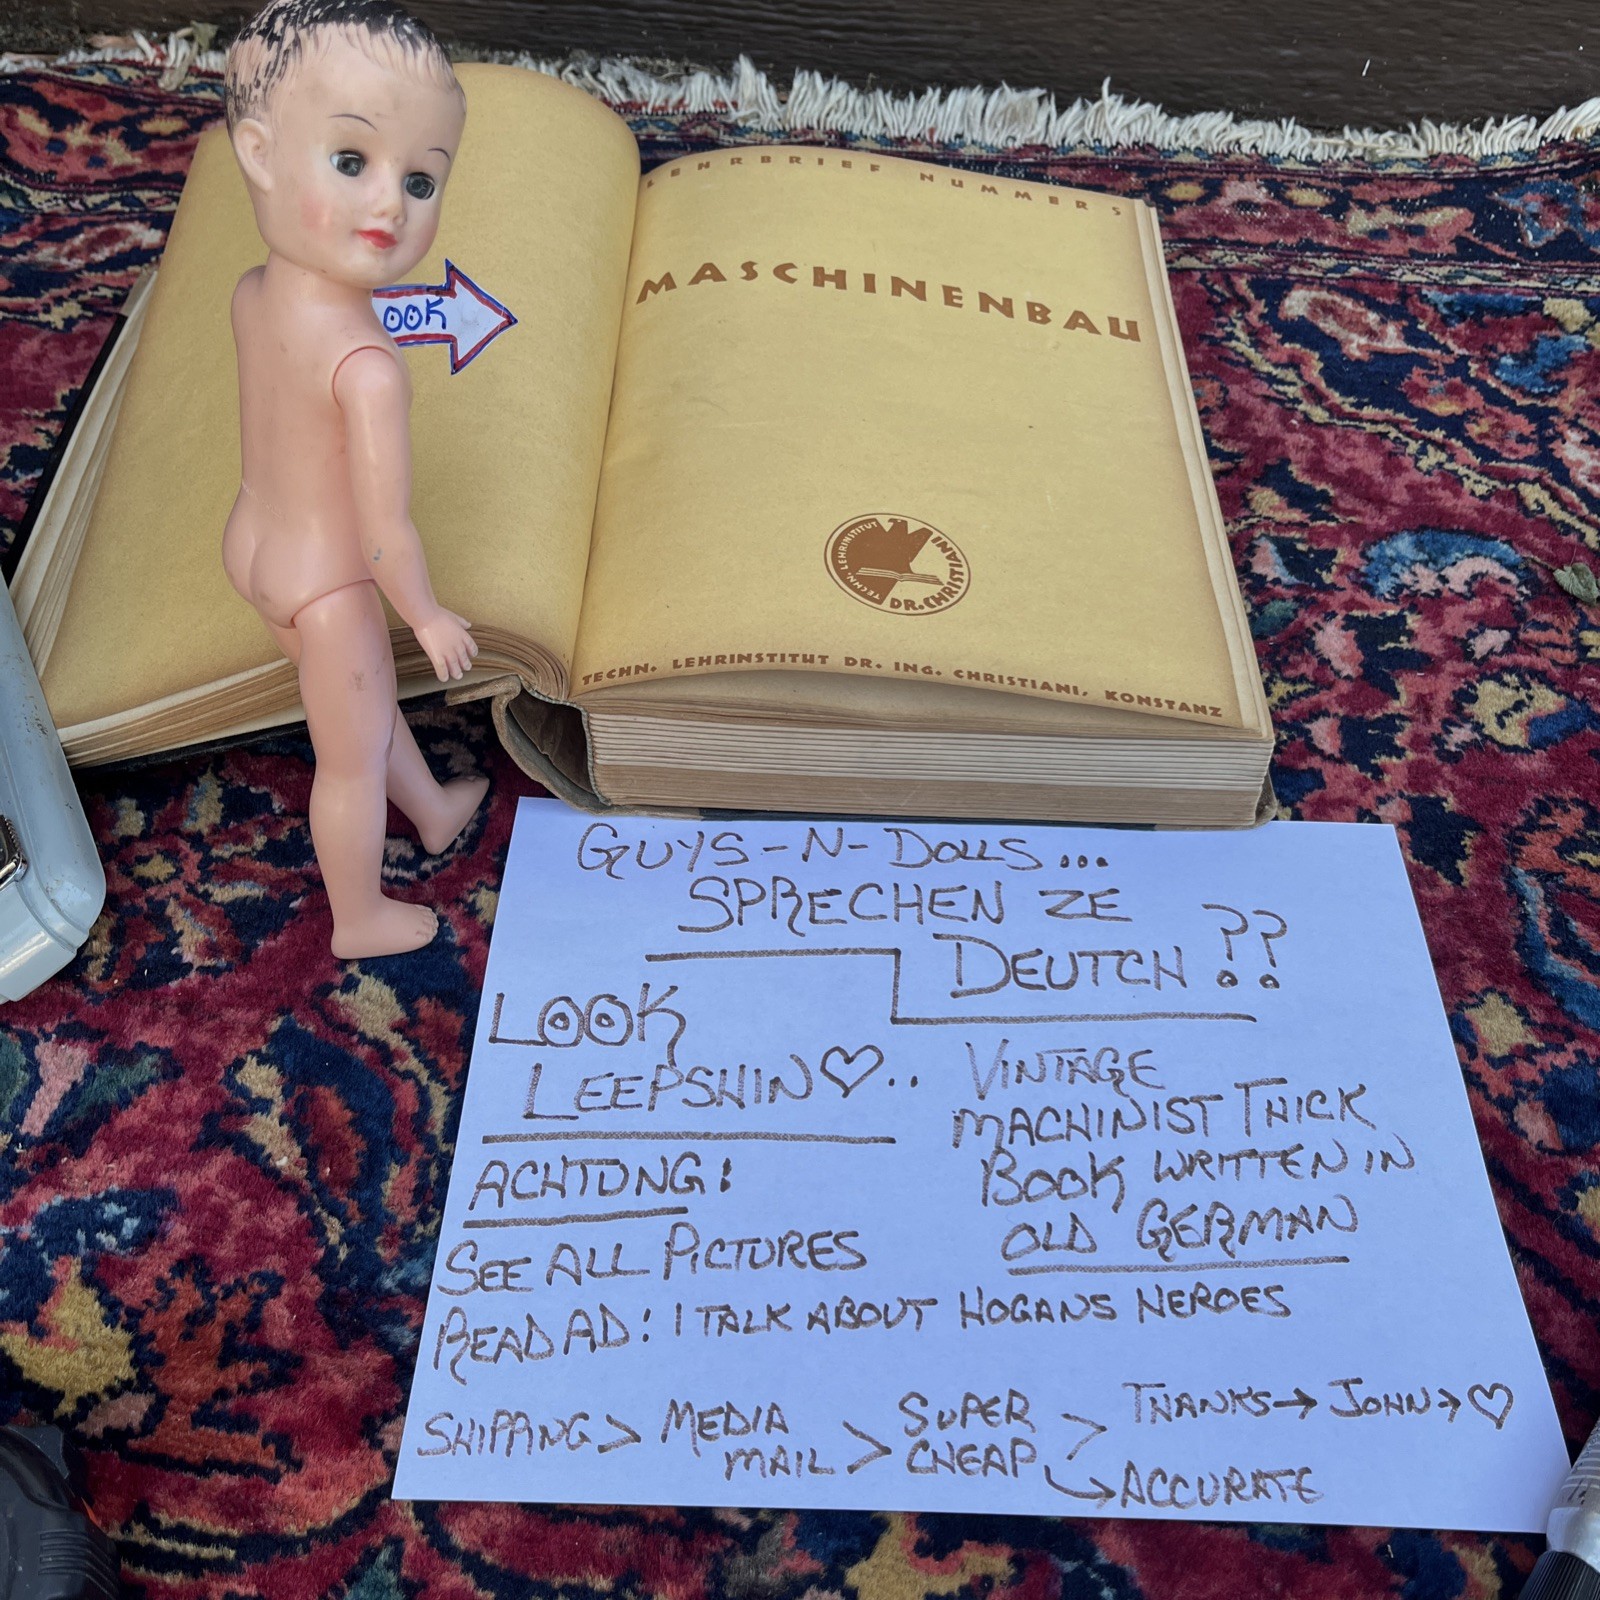 LEHRBRIEF NUMMER 5
MASCHINENBAU
OOK
TECHN. LEHRINSTITUT
DR. CHRISTIANI
TECHN. LEHRINSTITUT DR. ING. CHRISTIANI, KONSTANZ
GUYS-N-DOLLS...
SPRECHEN ZE
DEUTCH ??
LOOK
LEEPSHIN ♡..
ACHTUNG!
SEE ALL PICTURES
VINTAGE
MACHINIST THICK
BOOK WRITTEN IN
OLD GERMAN
READ AD! I TALK ABOUT HOGANS HEROES
SHIPPING > MEDIA MAIL > SUPER CHEAP > THANKS → JOHN → ♡
↳ ACCURATE